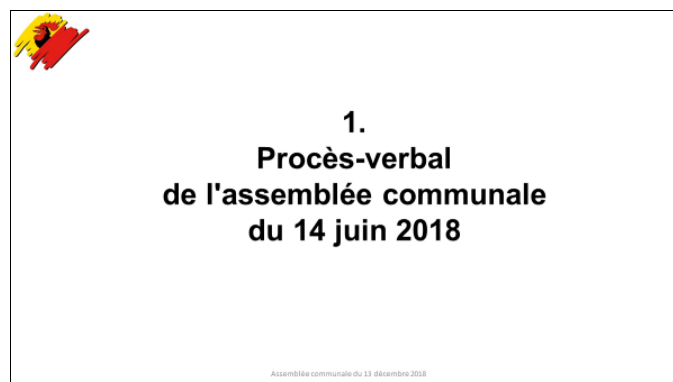 1.
Procès-verbal
de l'assemblée communale
du 14 juin 2018
Assemblée communale du 13 décembre 2018